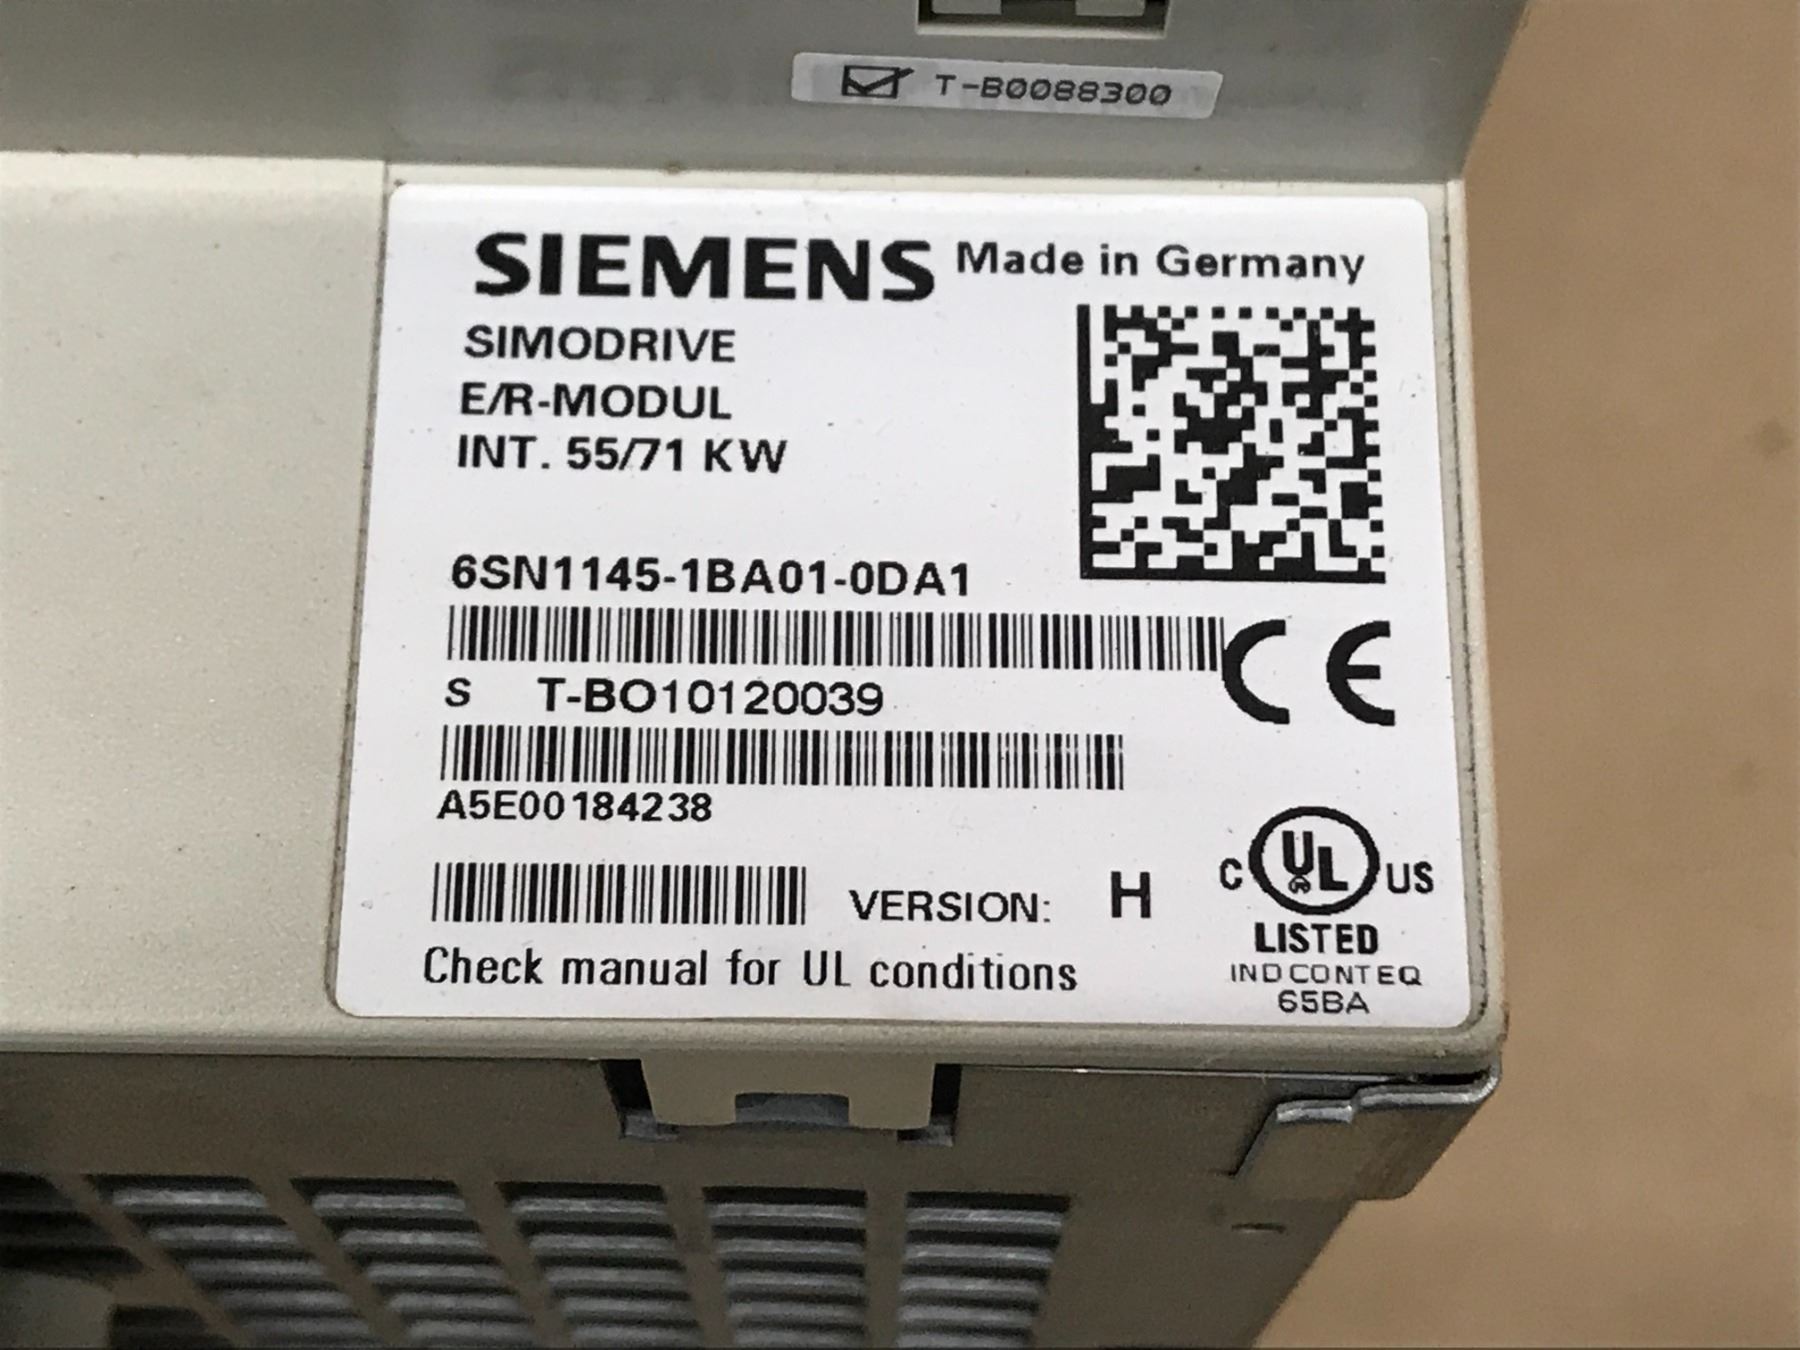 T-B0088300
SIEMENS Made in Germany
SIMODRIVE
E/R-MODUL
INT. 55/71 KW
6SN1145-1BA01-0DA1
S T-BO10120039
A5E00184238
VERSION: H
Check manual for UL conditions
CE
C UL US
LISTED
IND CONT EQ
65BA